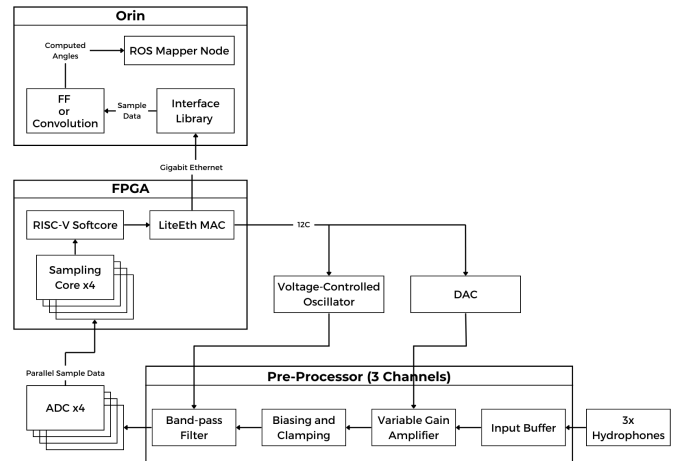 Orin
Computed
Angles
ROS Mapper Node
FF
or
Convolution
Sample
Data
Interface
Library
Gigabit Ethernet
FPGA
RISC-V Softcore
LiteEth MAC
12C
Sampling
Core x4
Voltage-Controlled
Oscillator
DAC
Parallel Sample Data
Pre-Processor (3 Channels)
ADC x4
Band-pass
Filter
Biasing and
Clamping
Variable Gain
Amplifier
Input Buffer
3x
Hydrophones